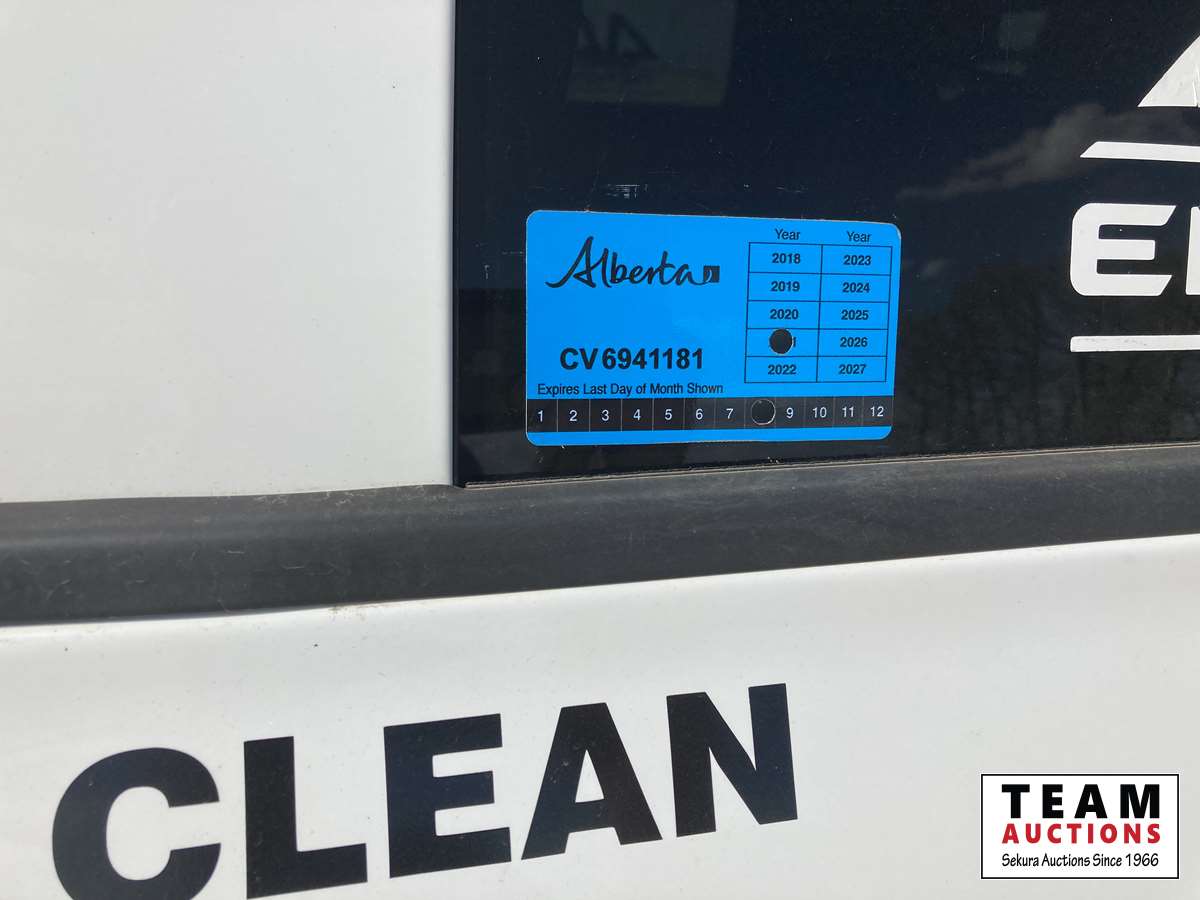 Alberta
Year Year
2018 2023
2019 2024
2020 2025
2026
2022 2027
CV6941181
Expires Last Day of Month Shown
1 2 3 4 5 6 7 9 10 11 12
CLEAN
TEAM
AUCTIONS
Sekura Auctions Since 1966